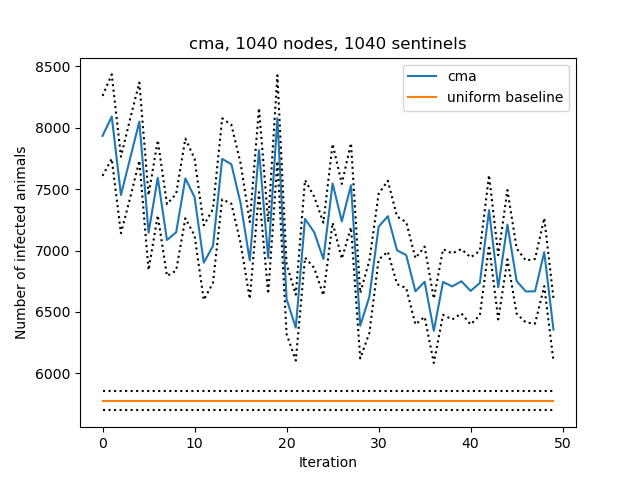 cma, 1040 nodes, 1040 sentinels
cma
uniform baseline
Number of infected animals
8500
8000
7500
7000
6500
6000
0 10 20 30 40 50
Iteration